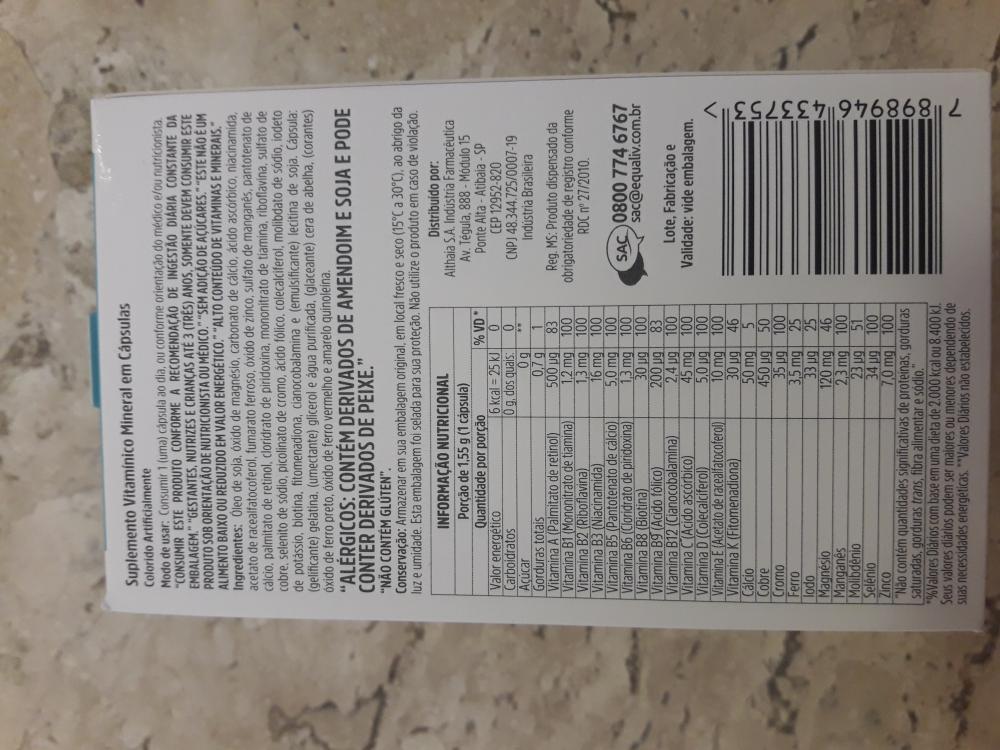 Suplemento Vitamínico Mineral em Cápsulas
Colorido Artificialmente
Modo de usar: Consumir 1 (uma) cápsula ao dia, ou conforme orientação do médico e/ou nutricionista.
"CONSUMIR ESTE PRODUTO CONFORME A RECOMENDAÇÃO DE INGESTÃO DIÁRIA CONSTANTE DA
EMBALAGEM." "GESTANTES, NUTRIZES E CRIANÇAS ATÉ 3 (TRÊS) ANOS, SOMENTE DEVEM CONSUMIR ESTE
PRODUTO SOB ORIENTAÇÃO DE NUTRICIONISTA OU MÉDICO." "SEM ADIÇÃO DE AÇÚCARES." "ESTE NÃO É UM
ALIMENTO BAIXO OU REDUZIDO EM VALOR ENERGÉTICO." "ALTO CONTEÚDO DE VITAMINAS E MINERAIS."
Ingredientes: Óleo de soja, óxido de magnésio, carbonato de cálcio, ácido ascórbico, niacinamida,
acetato de racealfatocoferol, fumarato ferroso, óxido de zinco, sulfato de manganês, pantotenato de
cálcio, palmitato de retinol, cloridrato de piridoxina, mononitrato de tiamina, riboflavina, sulfato de
cobre, selenito de sódio, picolinato de cromo, ácido fólico, colecalciferol, molibdato de sódio, iodeto
de potássio, biotina, fitomenadiona, cianocobalamina e (emulsificante) lecitina de soja. Cápsula:
(gelificante) gelatina, (umectante) glicerol e água purificada, (glaceante) cera de abelha, (corantes)
óxido de ferro preto, óxido de ferro vermelho e amarelo quinoleína.
"ALÉRGICOS: CONTÉM DERIVADOS DE AMENDOIM E SOJA E PODE
CONTER DERIVADOS DE PEIXE."
"NÃO CONTÉM GLÚTEN".
Conservação: Armazenar em sua embalagem original, em local fresco e seco (15°C a 30°C), ao abrigo da
luz e umidade. Esta embalagem foi selada para sua proteção. Não utilize o produto em caso de violação.
INFORMAÇÃO NUTRICIONAL
Porção de 1,55 g (1 cápsula)
Quantidade por porção %VD*
Valor energético 6 kcal = 25 kJ 0
Carboidratos 0 g, dos quais: 0
Açúcar 0 g **
Gorduras totais 0,7 g 1
Vitamina A (Palmitato de retinol) 500 µg 83
Vitamina B1 (Mononitrato de tiamina) 1,2 mg 100
Vitamina B2 (Riboflavina) 1,3 mg 100
Vitamina B3 (Niacinamida) 16 mg 100
Vitamina B5 (Pantotenato de cálcio) 5,0 mg 100
Vitamina B6 (Cloridrato de piridoxina) 1,3 mg 100
Vitamina B8 (Biotina) 30 µg 100
Vitamina B9 (Ácido fólico) 200 µg 83
Vitamina B12 (Cianocobalamina) 2,4 µg 100
Vitamina C (Ácido ascórbico) 45 mg 100
Vitamina D (Colecalciferol) 5,0 µg 100
Vitamina E (Acetato de racealfatocoferol) 10 mg 100
Vitamina K (Fitomenadiona) 30 µg 46
Cálcio 50 mg 5
Cobre 450 µg 50
Cromo 35 µg 100
Ferro 3,5 mg 25
Iodo 33 µg 25
Magnésio 120 mg 46
Manganês 2,3 mg 100
Molibdênio 23 µg 51
Selênio 34 µg 100
Zinco 7,0 mg 100
"Não contém quantidades significativas de proteínas, gorduras
saturadas, gorduras trans, fibra alimentar e sódio."
*%Valores Diários com base em uma dieta de 2.000 kcal ou 8.400 kJ.
Seus valores diários podem ser maiores ou menores dependendo de
suas necessidades energéticas. **Valores Diários não estabelecidos.
Distribuído por:
Althaia S.A. Indústria Farmacêutica
Av. Tégula, 888 - Módulo 15
Ponte Alta - Atibaia - SP
CEP 12952-820
CNPJ 48.344.725/0007-19
Indústria Brasileira
Reg. MS: Produto dispensado da
obrigatoriedade de registro conforme
RDC nº 27/2010.
SAC 0800 774 6767
sac@equaliv.com.br
Lote, Fabricação e
Validade: vide embalagem.
7 898946 433753 >